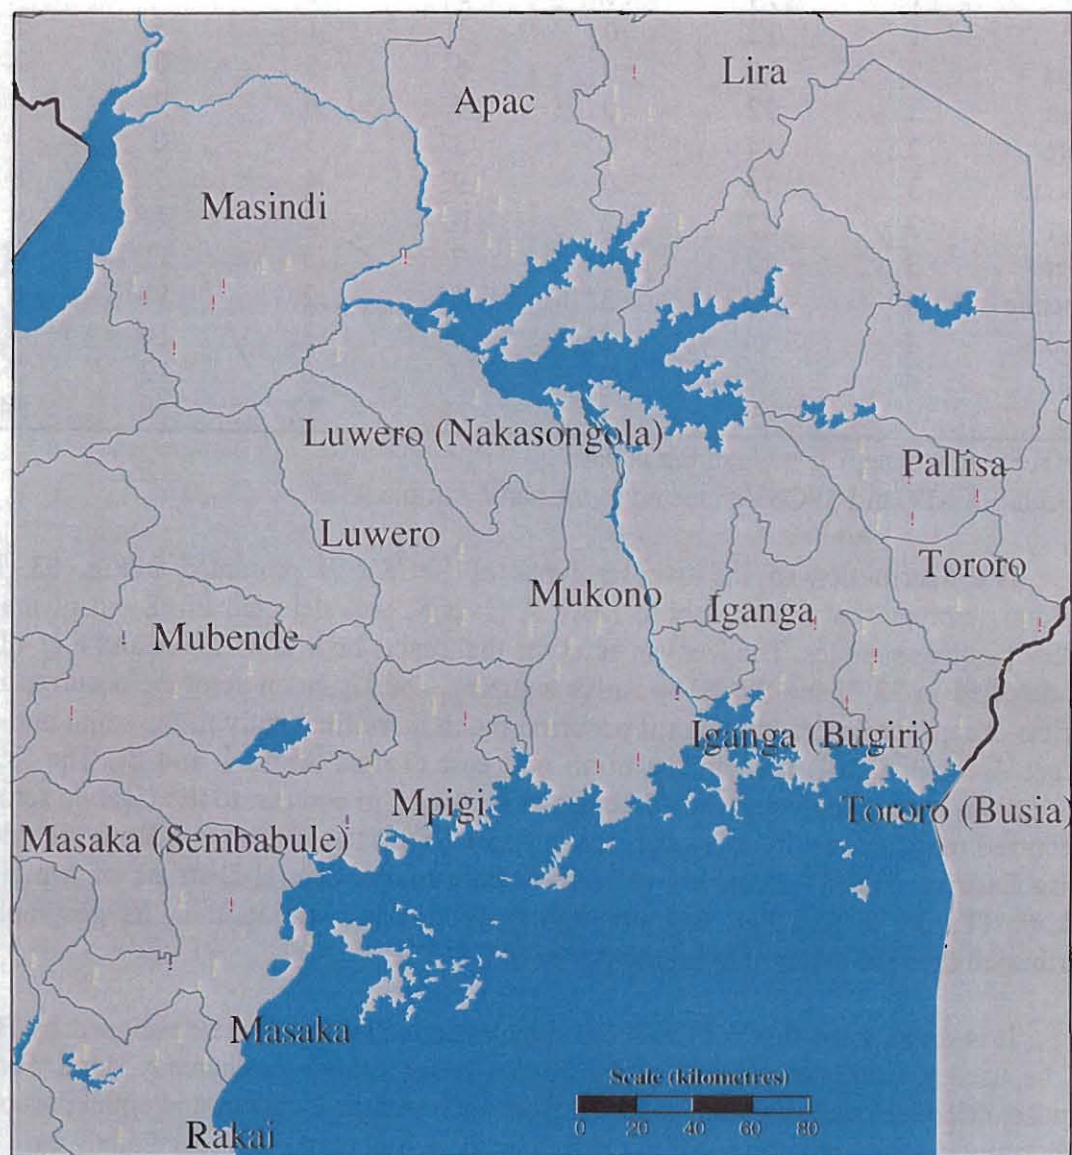 Lira
Apac
Masindi
Luwero (Nakasongola)
Pallisa
Luwero
Tororo
Mukono
Iganga
Mubende
Iganga (Bugiri)
Mpigi
Tororo (Busia)
Masaka (Sembabule)
Masaka
Scale (kilometres)
0 20 40 60 80
Rakai